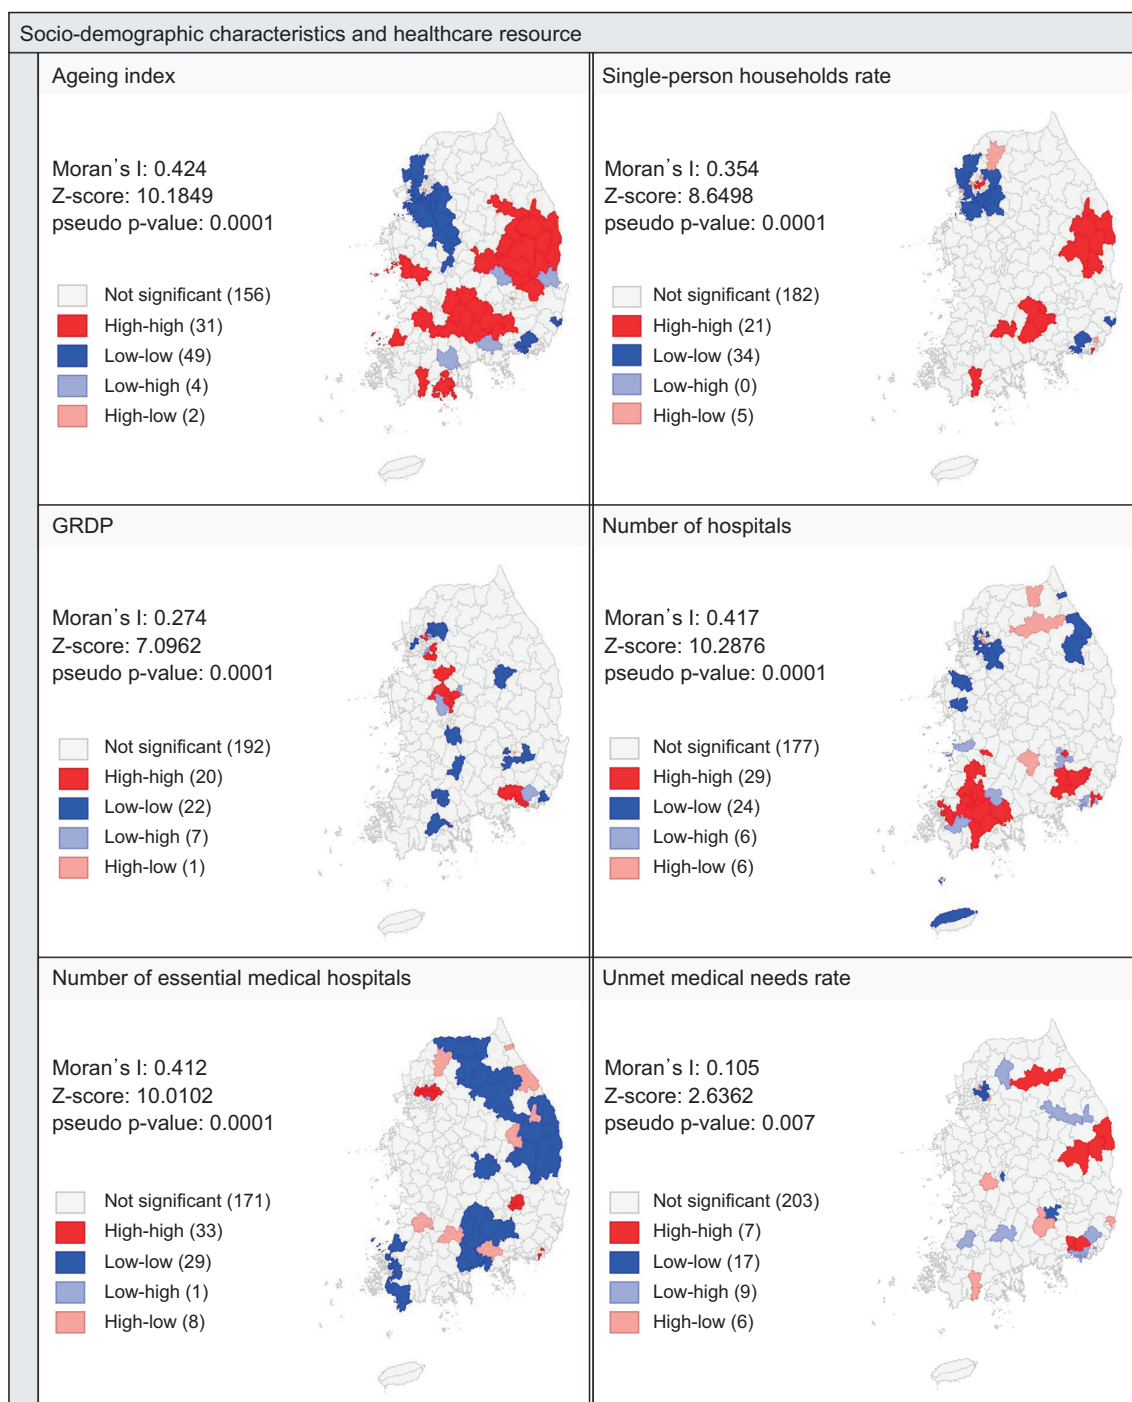 Socio-demographic characteristics and healthcare resource
Ageing index
Moran's I: 0.424
Z-score: 10.1849
pseudo p-value: 0.0001
Not significant (156)
High-high (31)
Low-low (49)
Low-high (4)
High-low (2)
Single-person households rate
Moran's I: 0.354
Z-score: 8.6498
pseudo p-value: 0.0001
Not significant (182)
High-high (21)
Low-low (34)
Low-high (0)
High-low (5)
GRDP
Moran's I: 0.274
Z-score: 7.0962
pseudo p-value: 0.0001
Not significant (192)
High-high (20)
Low-low (22)
Low-high (7)
High-low (1)
Number of hospitals
Moran's I: 0.417
Z-score: 10.2876
pseudo p-value: 0.0001
Not significant (177)
High-high (29)
Low-low (24)
Low-high (6)
High-low (6)
Number of essential medical hospitals
Moran's I: 0.412
Z-score: 10.0102
pseudo p-value: 0.0001
Not significant (171)
High-high (33)
Low-low (29)
Low-high (1)
High-low (8)
Unmet medical needs rate
Moran's I: 0.105
Z-score: 2.6362
pseudo p-value: 0.007
Not significant (203)
High-high (7)
Low-low (17)
Low-high (9)
High-low (6)